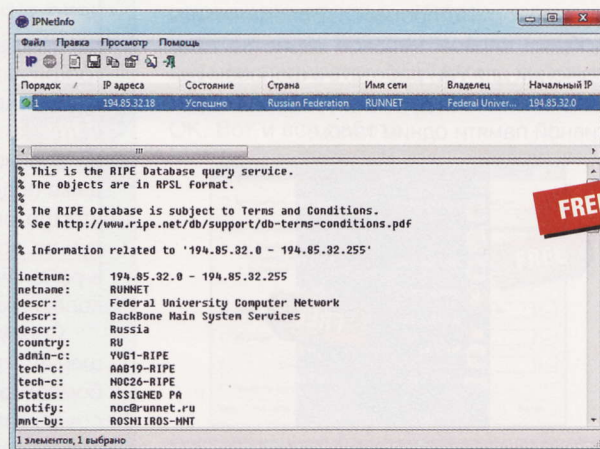 IPNetInfo
Файл Правка Просмотр Помощь
IP
Порядок / IP адреса Состояние Страна Имя сети Владелец Начальный IP
1 194.85.32.18 Успешно Russian Federation RUNNET Federal Univer... 194.85.32.0
% This is the RIPE Database query service.
% The objects are in RPSL format.
%
% The RIPE Database is subject to Terms and Conditions.
% See http://www.ripe.net/db/support/db-terms-conditions.pdf
FREE
% Information related to '194.85.32.0 - 194.85.32.255'
inetnum: 194.85.32.0 - 194.85.32.255
netname: RUNNET
descr: Federal University Computer Network
descr: BackBone Main System Services
descr: Russia
country: RU
admin-c: YVG1-RIPE
tech-c: AAB19-RIPE
tech-c: NOC26-RIPE
status: ASSIGNED PA
notify: noc@runnet.ru
mnt-by: ROSNIIROS-MNT
1 элементов, 1 выбрано